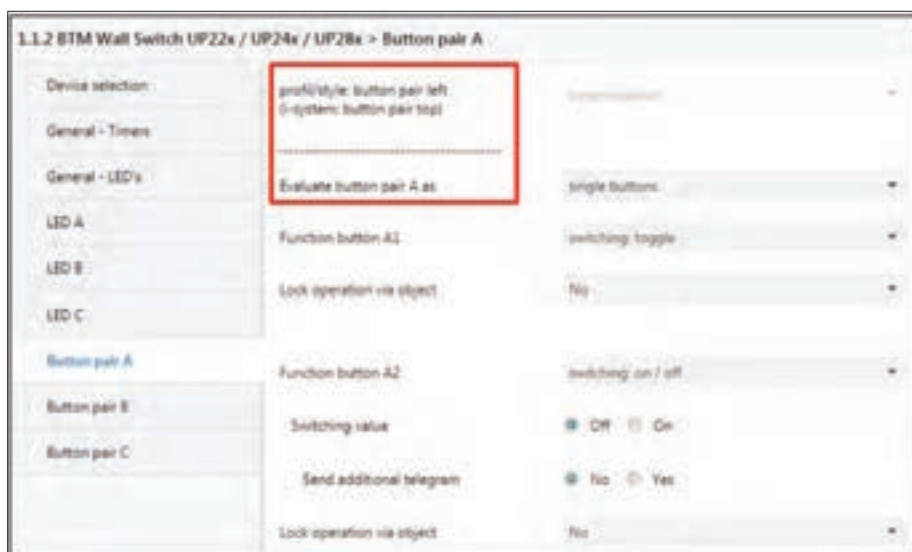 1.1.2 BTM Wall Switch UP22x / UP24x / UP28x > Button pair A
Device selection
General - Timers
General - LED's
LED A
LED B
LED C
Button pair A
Button pair B
Button pair C
profil/style: button pair left
(i-system: button pair top)
Evaluate button pair A as
single buttons
Function button A1
switching: toggle
Lock operation via object
No
Function button A2
switching: on / off
Switching value
Off On
Send additional telegram
No Yes
Lock operation via object
No